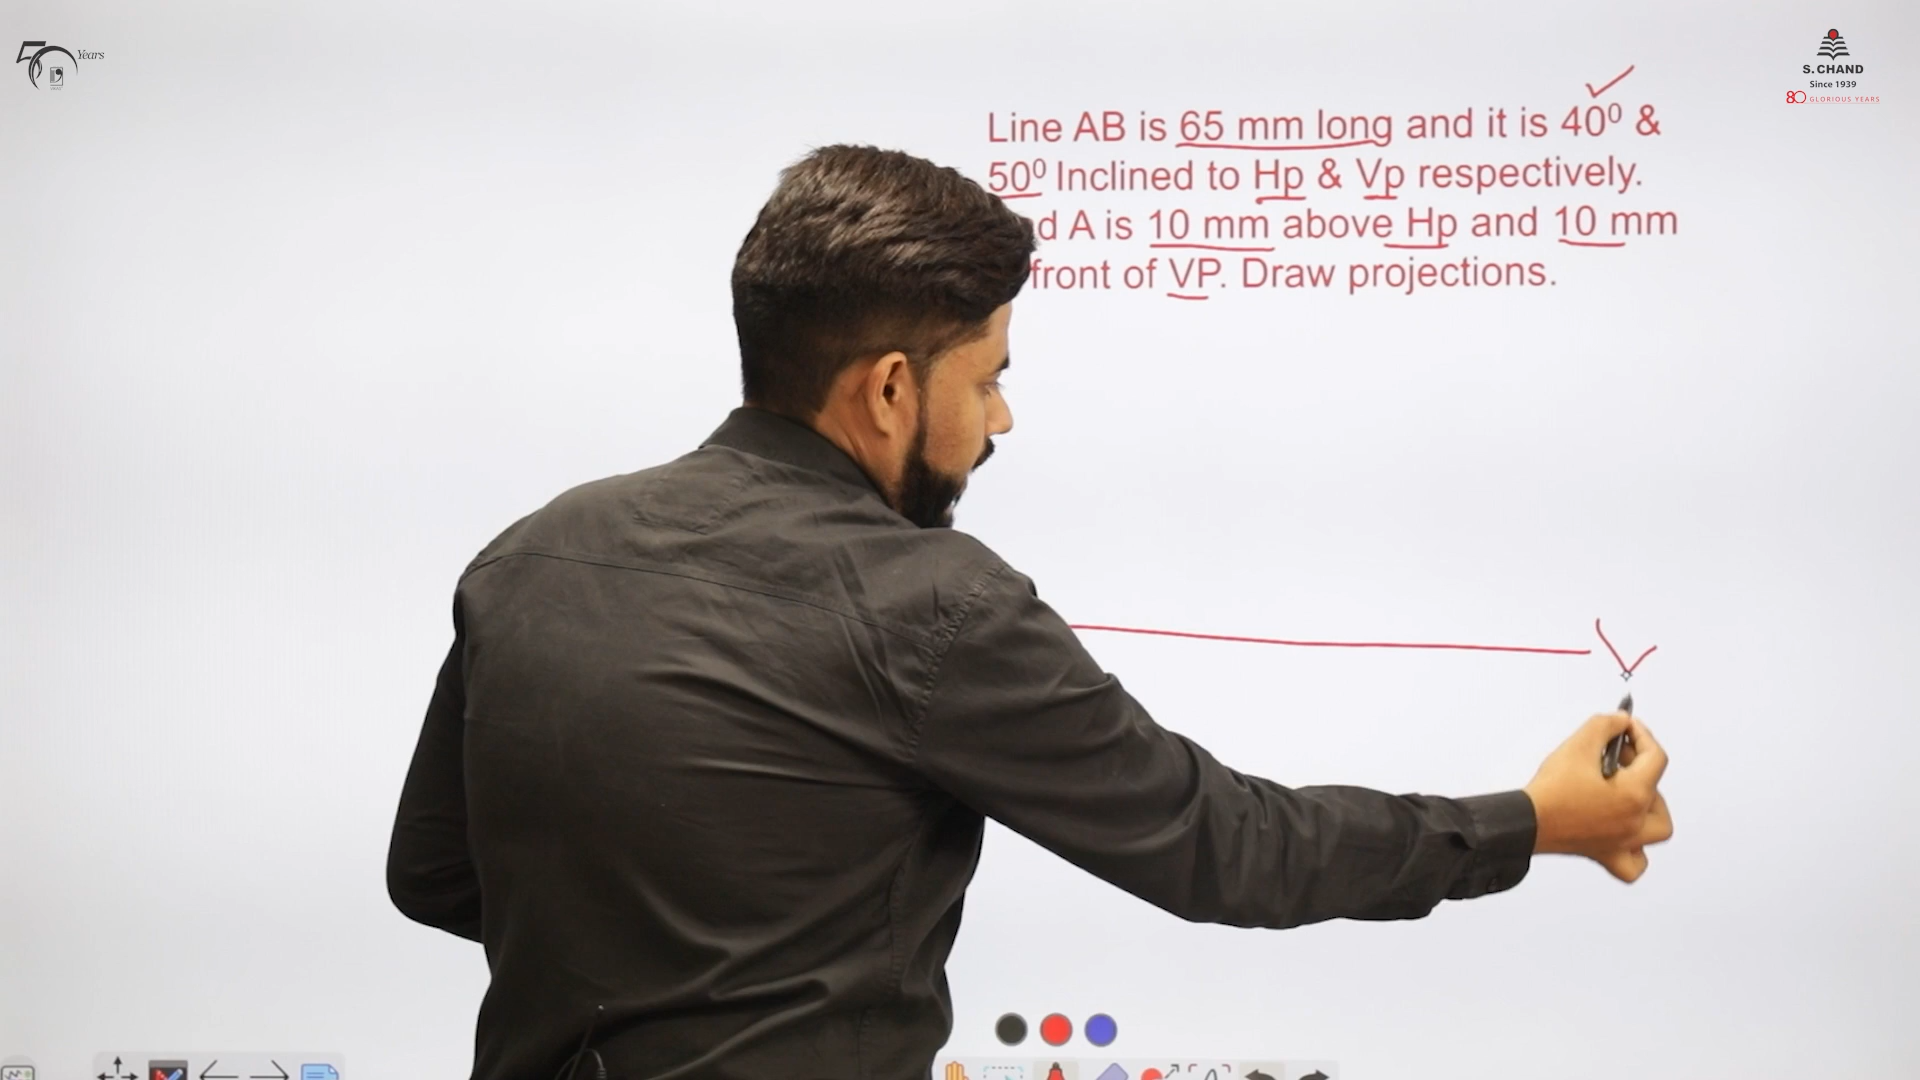 50 Years
S. CHAND
Since 1939
80 GLORIOUS YEARS
Line AB is 65 mm long and it is 40⁰ &
50⁰ Inclined to Hp & Vp respectively.
d A is 10 mm above Hp and 10 mm
front of VP. Draw projections.
Y